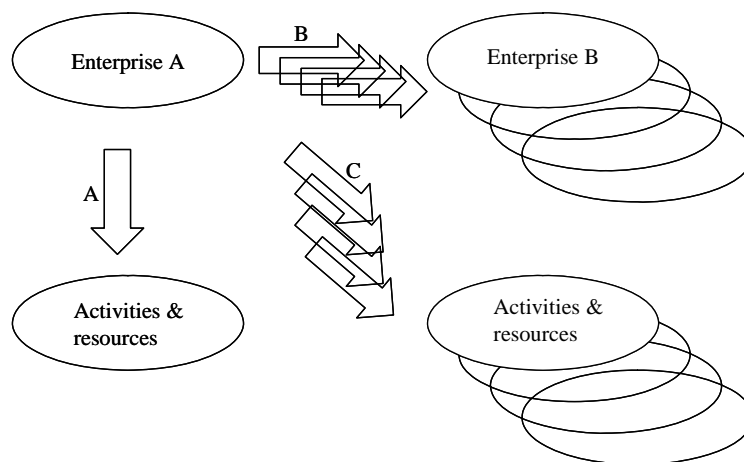 Enterprise A
B
Enterprise B
A
C
Activities &
resources
Activities &
resources